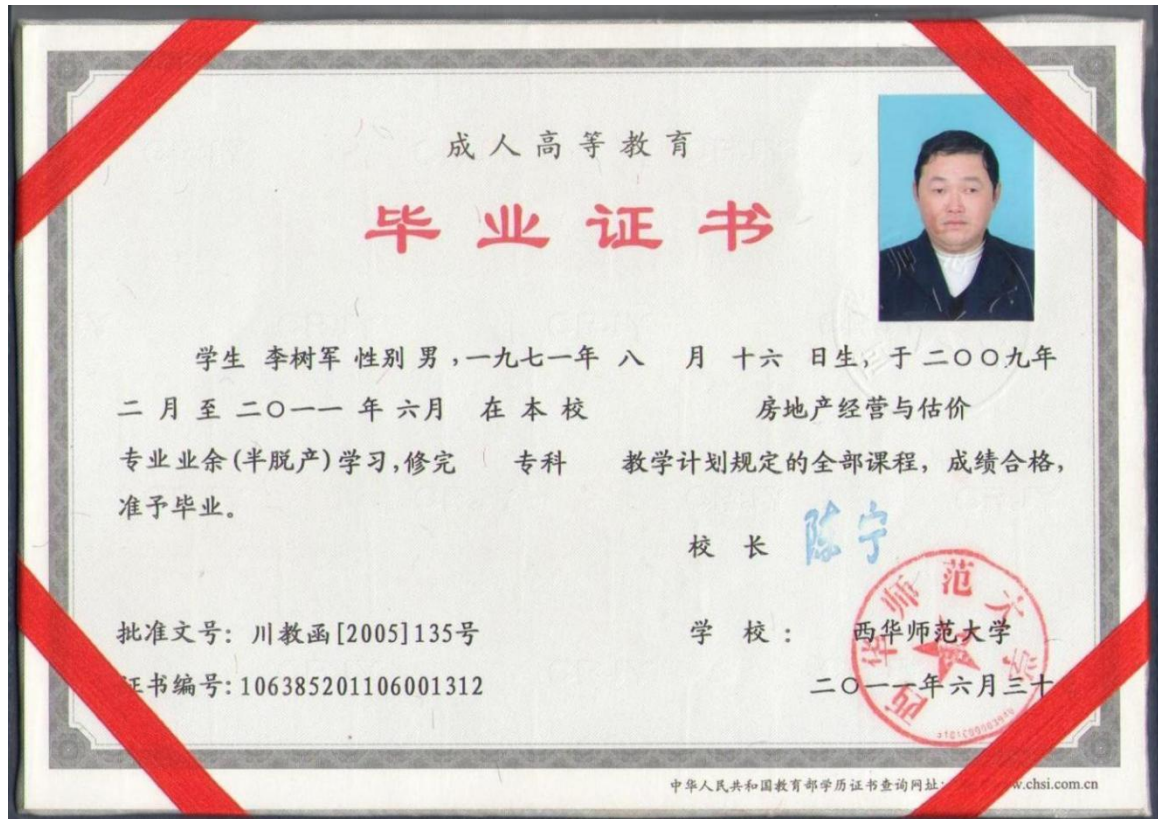 成人高等教育
毕业证书
学生 李树军 性别 男,一九七一年 八 月 十六 日生,于 二〇〇九年
二 月 至 二〇一一 年 六月 在 本 校 房地产经营与估价
专业业余(半脱产)学习,修完 专科 教学计划规定的全部课程,成绩合格,
准予毕业。
校 长 陈宁
批准文号: 川教函[2005]135号
学 校: 西华师范大学
证书编号:106385201106001312
二〇一一年六月三十
西华师范大学
中华人民共和国教育部学历证书查询网址: w.chsi.com.cn